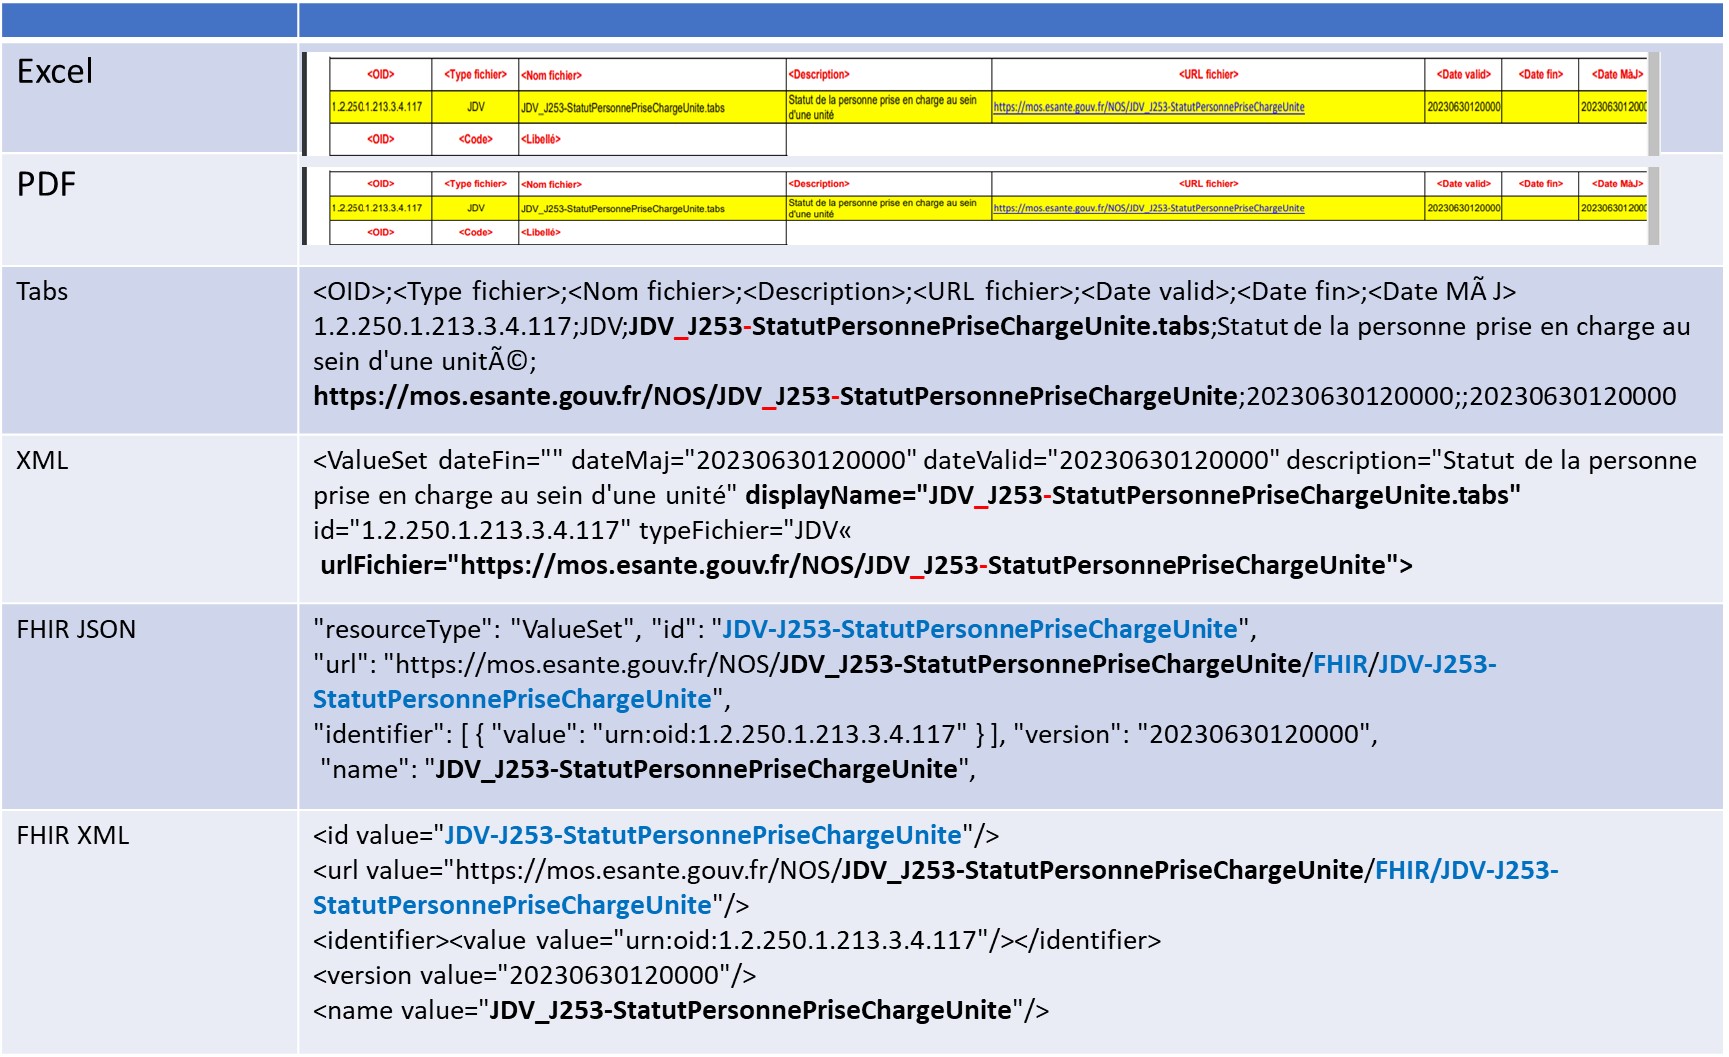 Excel
<OID> <Type fichier> <Nom fichier> <Description> <URL fichier> <Date valid> <Date fin> <Date MàJ>
1.2.250.1.213.3.4.117 JDV JDV_J253-StatutPersonnePriseChargeUnite.tabs Statut de la personne prise en charge au sein https://mos.esante.gouv.fr/NOS/JDV_J253-StatutPersonnePriseChargeUnite 20230630120000 2023063012000
d'une unité
<OID> <Code> <Libellé>
PDF
<OID> <Type fichier> <Nom fichier> <Description> <URL fichier> <Date valid> <Date fin> <Date MàJ>
1.2.250.1.213.3.4.117 JDV JDV_J253-StatutPersonnePriseChargeUnite.tabs Statut de la personne prise en charge au sein https://mos.esante.gouv.fr/NOS/JDV_J253-StatutPersonnePriseChargeUnite 20230630120000 2023063012000
d'une unité
<OID> <Code> <Libellé>
Tabs
<OID>;<Type fichier>;<Nom fichier>;<Description>;<URL fichier>;<Date valid>;<Date fin>;<Date MÃ J>
1.2.250.1.213.3.4.117;JDV;JDV_J253-StatutPersonnePriseChargeUnite.tabs;Statut de la personne prise en charge au
sein d'une unitÃ©;
https://mos.esante.gouv.fr/NOS/JDV_J253-StatutPersonnePriseChargeUnite;20230630120000;;20230630120000
XML
<ValueSet dateFin="" dateMaj="20230630120000" dateValid="20230630120000" description="Statut de la personne
prise en charge au sein d'une unité" displayName="JDV_J253-StatutPersonnePriseChargeUnite.tabs"
id="1.2.250.1.213.3.4.117" typeFichier="JDV«
urlFichier="https://mos.esante.gouv.fr/NOS/JDV_J253-StatutPersonnePriseChargeUnite">
FHIR JSON
"resourceType": "ValueSet", "id": "JDV-J253-StatutPersonnePriseChargeUnite",
"url": "https://mos.esante.gouv.fr/NOS/JDV_J253-StatutPersonnePriseChargeUnite/FHIR/JDV-J253-
StatutPersonnePriseChargeUnite",
"identifier": [ { "value": "urn:oid:1.2.250.1.213.3.4.117" } ], "version": "20230630120000",
"name": "JDV_J253-StatutPersonnePriseChargeUnite",
FHIR XML
<id value="JDV-J253-StatutPersonnePriseChargeUnite"/>
<url value="https://mos.esante.gouv.fr/NOS/JDV_J253-StatutPersonnePriseChargeUnite/FHIR/JDV-J253-
StatutPersonnePriseChargeUnite"/>
<identifier><value value="urn:oid:1.2.250.1.213.3.4.117"/></identifier>
<version value="20230630120000"/>
<name value="JDV_J253-StatutPersonnePriseChargeUnite"/>